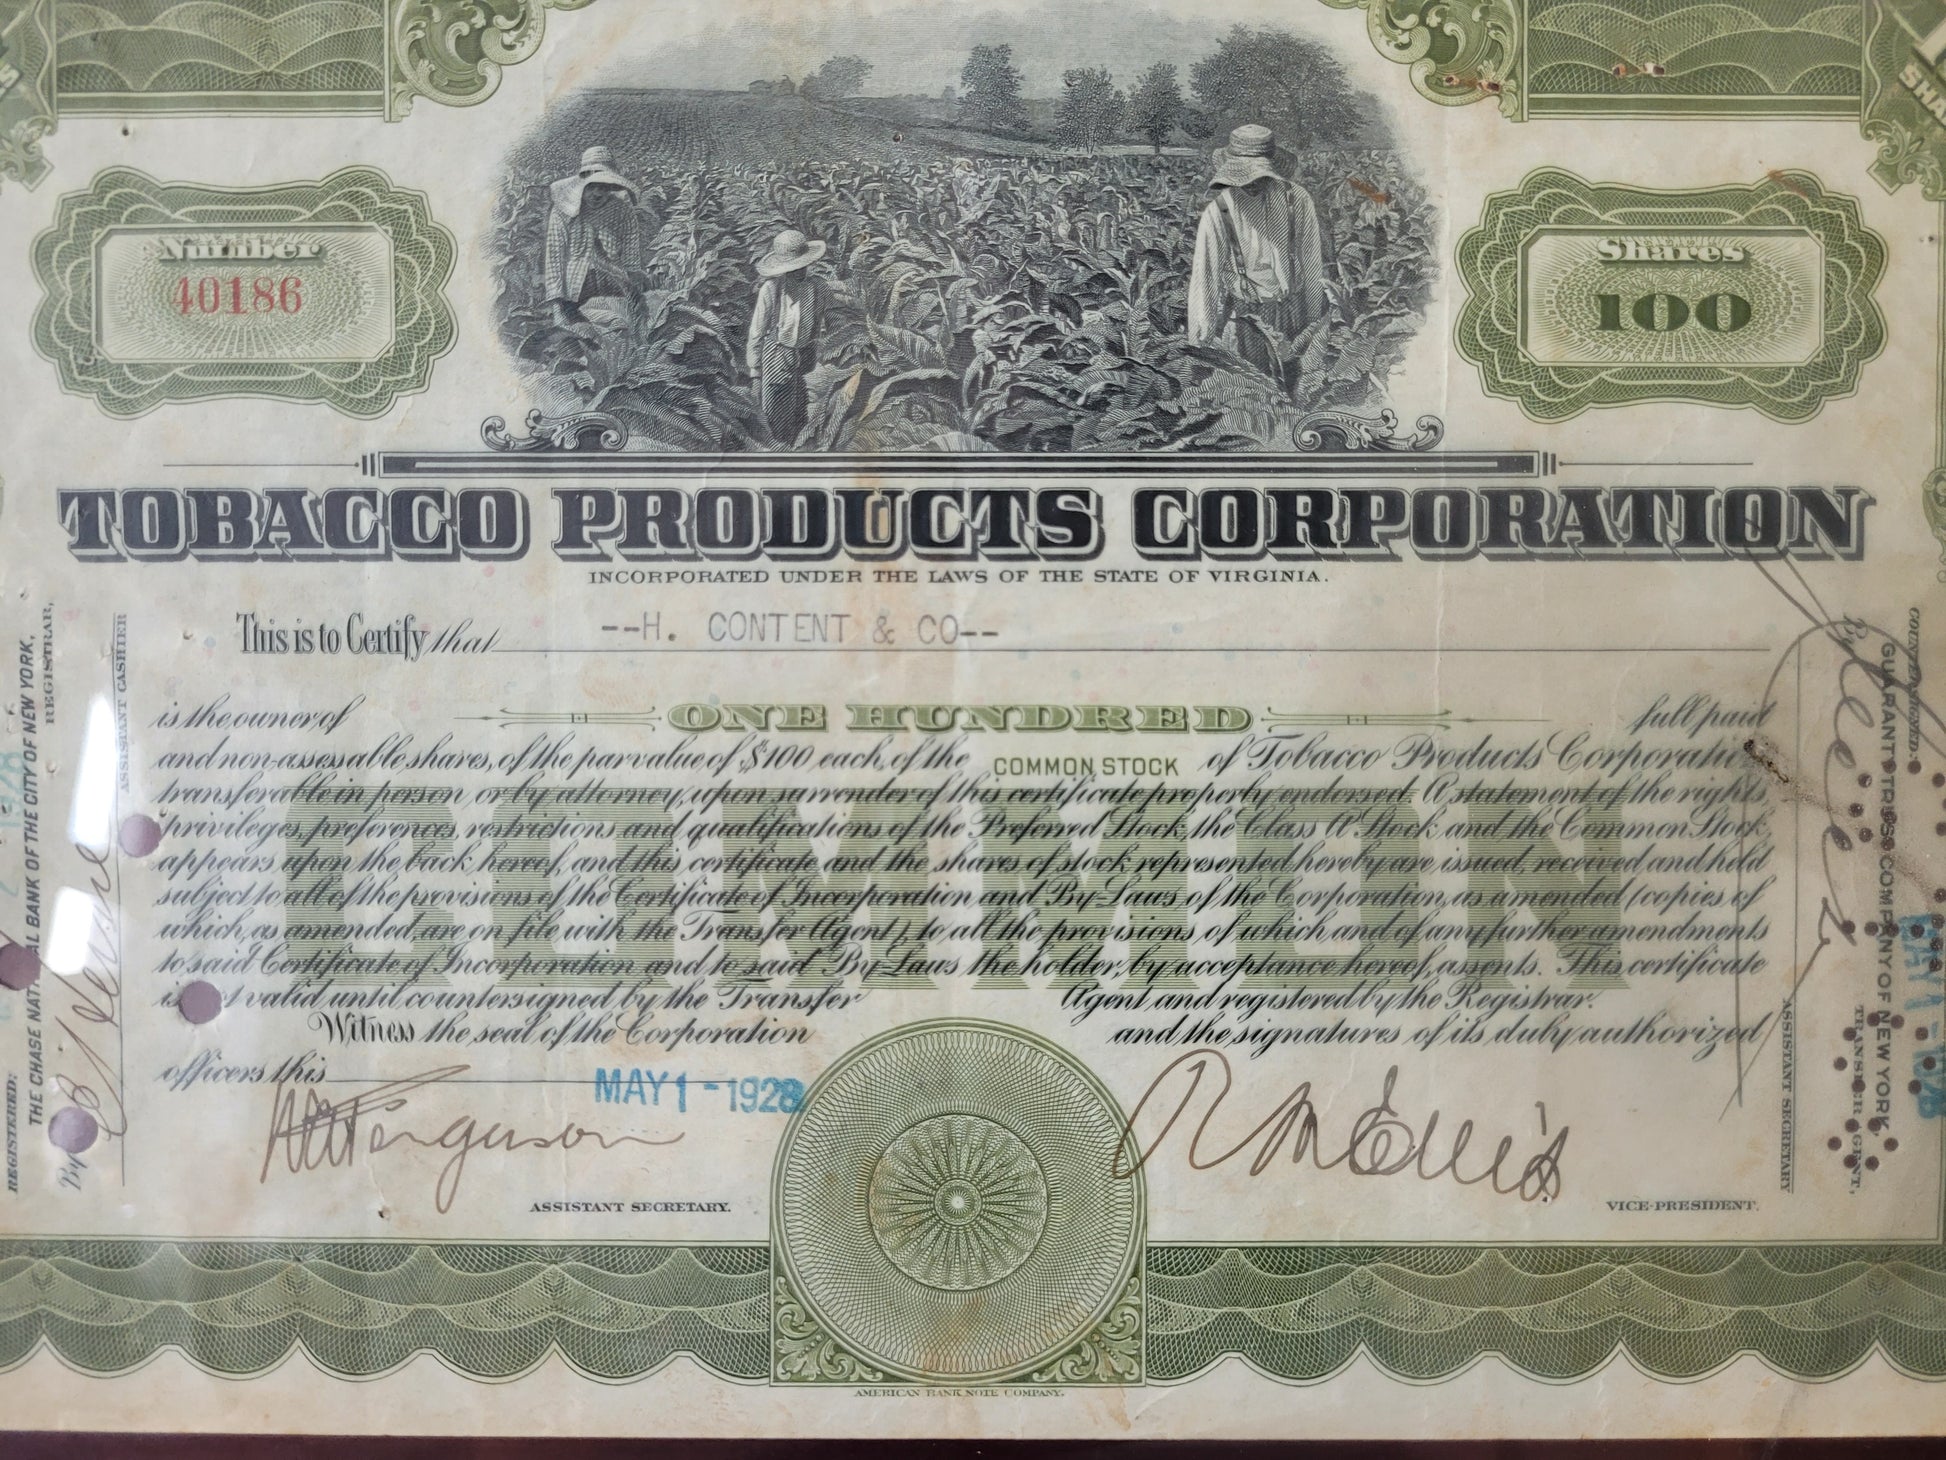 SHA
Number
40186
Shares
100
TOBACCO PRODUCTS CORPORATION
INCORPORATED UNDER THE LAWS OF THE STATE OF VIRGINIA.
This is to Certify that --H. CONTENT & CO--
is the owner of ONE HUNDRED full paid
and non-assessable shares, of the par value of $100 each, of the COMMON STOCK of Tobacco Products Corporation
transferable in person or by attorney, upon surrender of this certificate properly endorsed. A statement of the rights,
privileges, preferences, restrictions and qualifications of the Preferred Stock, the Class A Stock and the Common Stock,
appears upon the back hereof, and this certificate and the shares of stock represented hereby are issued, received and held
subject to all of the provisions of the Certificate of Incorporation and By-Laws of the Corporation, as amended (copies of
which, as amended, are on file with the Transfer Agent), to all the provisions of which and of any further amendments
to said Certificate of Incorporation and to said By-Laws the holder, by acceptance hereof, assents. This certificate
is not valid until countersigned by the Transfer Agent and registered by the Registrar.
Witness the seal of the Corporation and the signatures of its duly authorized
officers this MAY 1 - 1928
COMMON
Ferguson
ASSISTANT SECRETARY.
R M Ellis
VICE-PRESIDENT.
AMERICAN BANK NOTE COMPANY.
REGISTERED:
THE CHASE NATIONAL BANK OF THE CITY OF NEW YORK,
REGISTRAR,
By
ASSISTANT CASHIER
COUNTERSIGNED:
GUARANTY TRUST COMPANY OF NEW YORK,
TRANSFER AGENT,
By
ASSISTANT SECRETARY
MAY 1 - 1928